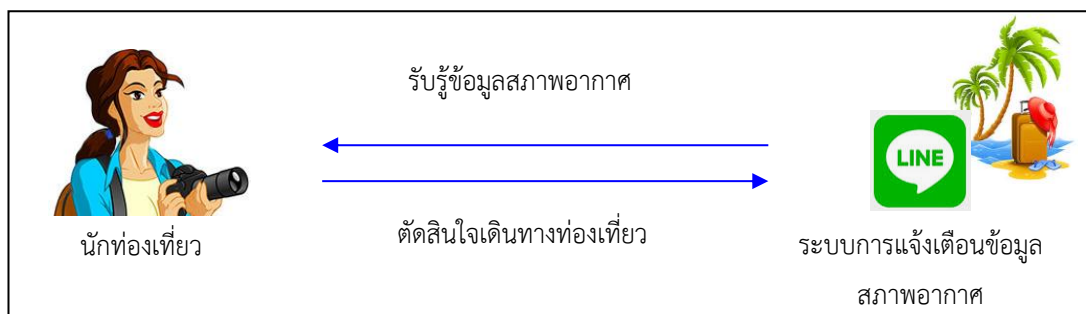 รับรู้ข้อมูลสภาพอากาศ
LINE
นักท่องเที่ยว
ตัดสินใจเดินทางท่องเที่ยว
ระบบการแจ้งเตือนข้อมูล
สภาพอากาศ